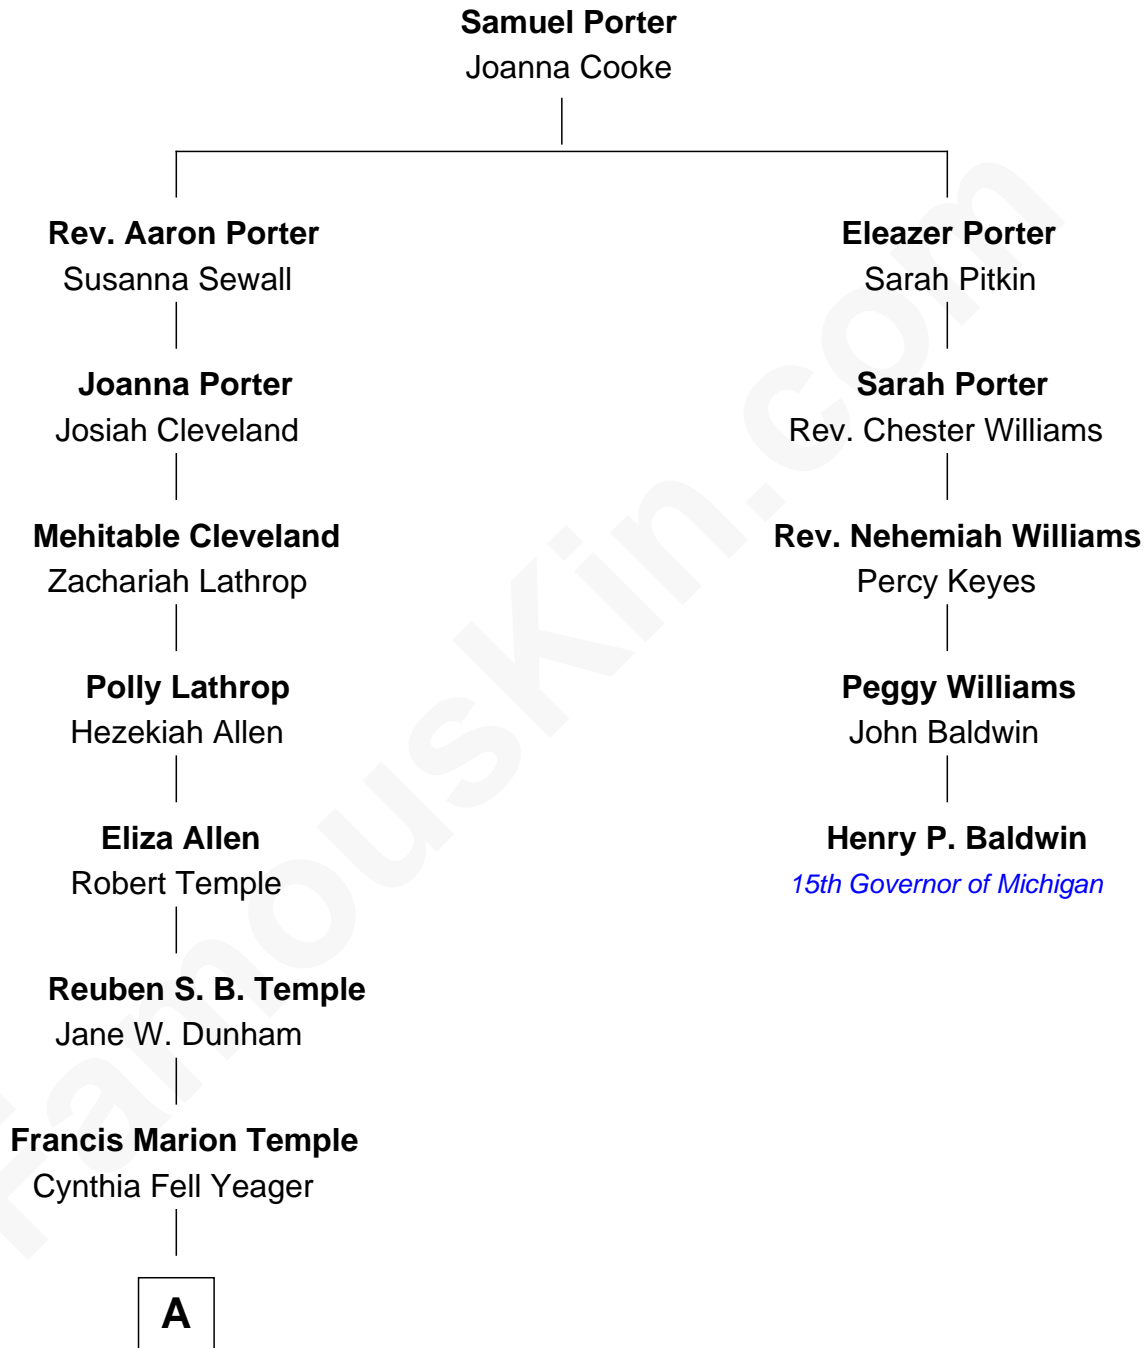 Samuel Porter
Joanna Cooke
Rev. Aaron Porter
Susanna Sewall
Joanna Porter
Josiah Cleveland
Mehitable Cleveland
Zachariah Lathrop
Polly Lathrop
Hezekiah Allen
Eliza Allen
Robert Temple
Reuben S. B. Temple
Jane W. Dunham
Francis Marion Temple
Cynthia Fell Yeager
A
Eleazer Porter
Sarah Pitkin
Sarah Porter
Rev. Chester Williams
Rev. Nehemiah Williams
Percy Keyes
Peggy Williams
John Baldwin
Henry P. Baldwin
15th Governor of Michigan
FamousKin.com